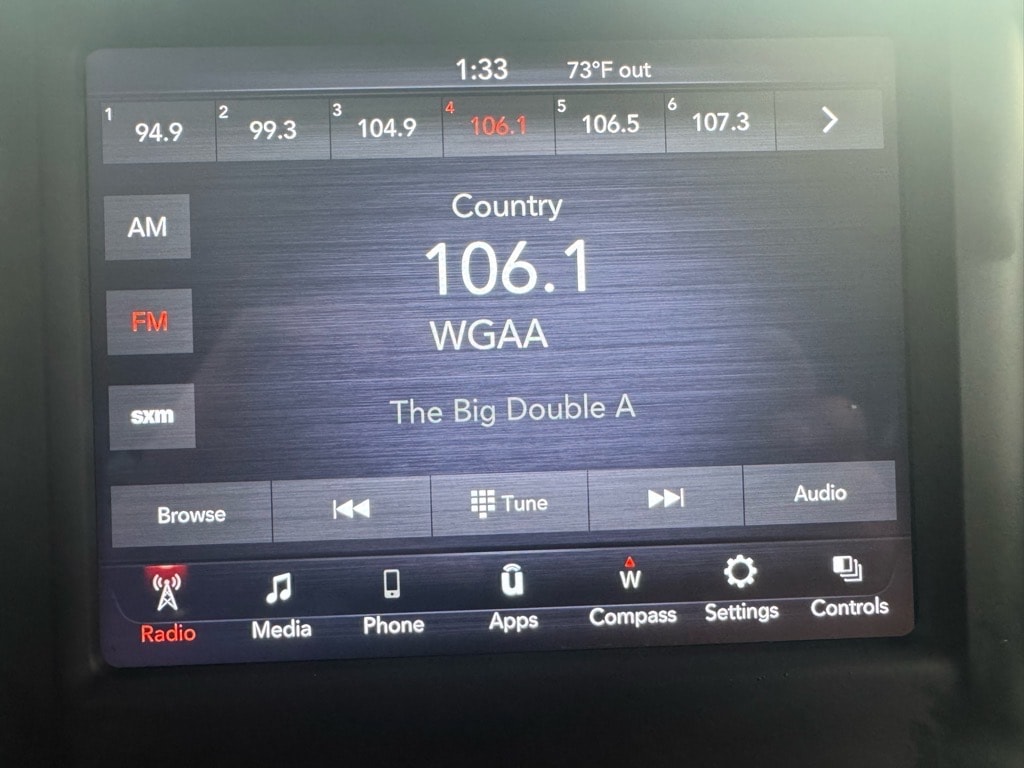 1:33 73°F out
1 94.9 2 99.3 3 104.9 4 106.1 5 106.5 6 107.3
Country
AM
106.1
FM
WGAA
sxm
The Big Double A
Browse Tune Audio
W
Radio Media Phone Apps Compass Settings Controls